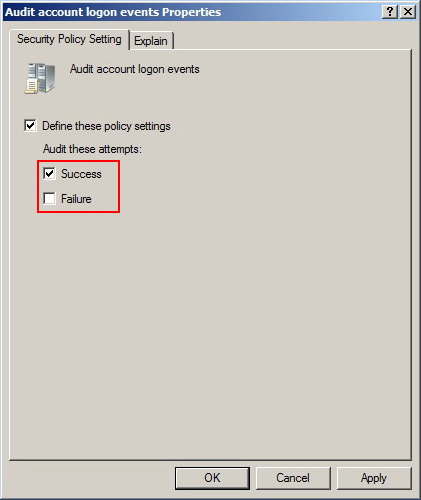 Audit account logon events Properties
Security Policy Setting
Explain
Audit account logon events
Define these policy settings
Audit these attempts:
Success
Failure
OK
Cancel
Apply